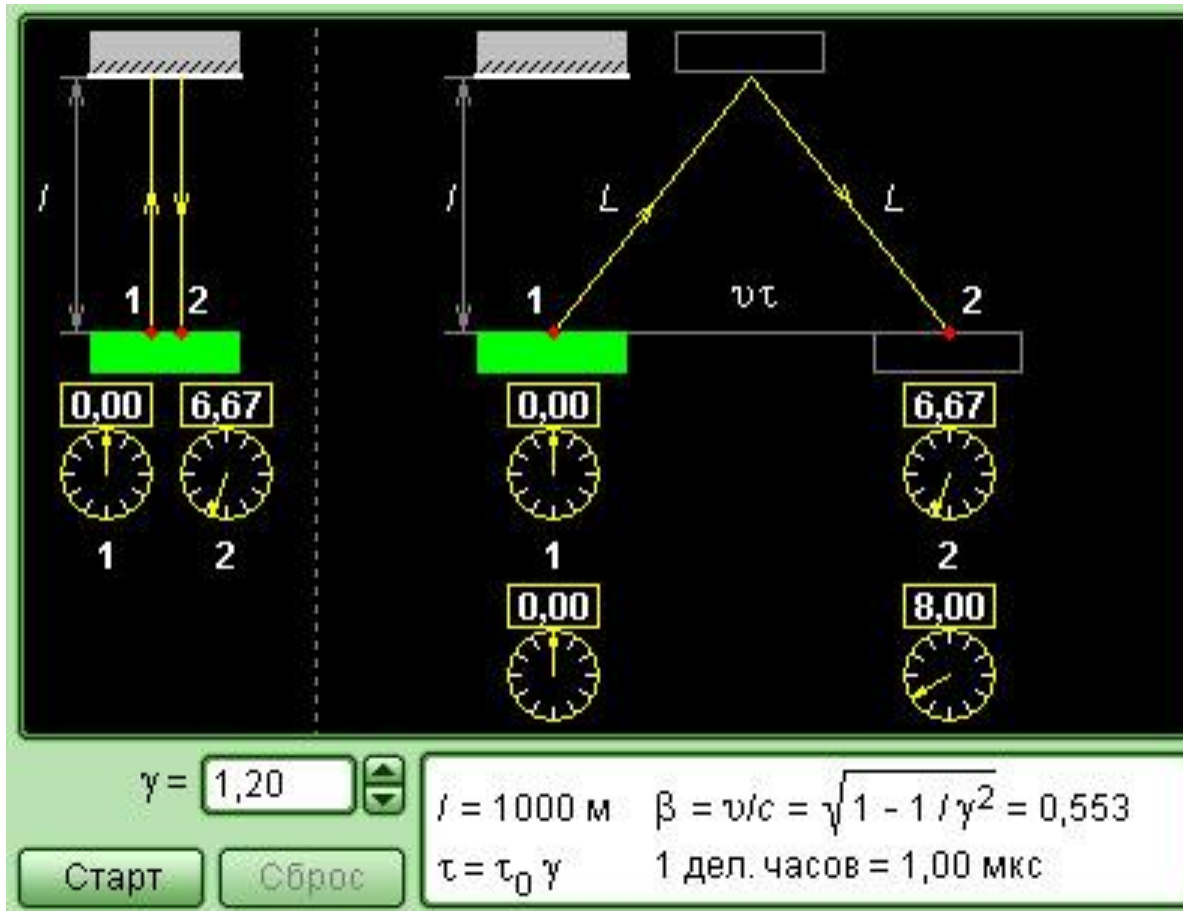 l
l
L
L
1 2
1
υτ
2
0,00 6,67
0,00
6,67
1 2
1
2
0,00
8,00
γ = 1,20
l = 1000 м β = υ/c = √1 - 1 / γ² = 0,553
τ = τ₀ γ 1 дел. часов = 1,00 мкс
Старт Сброс